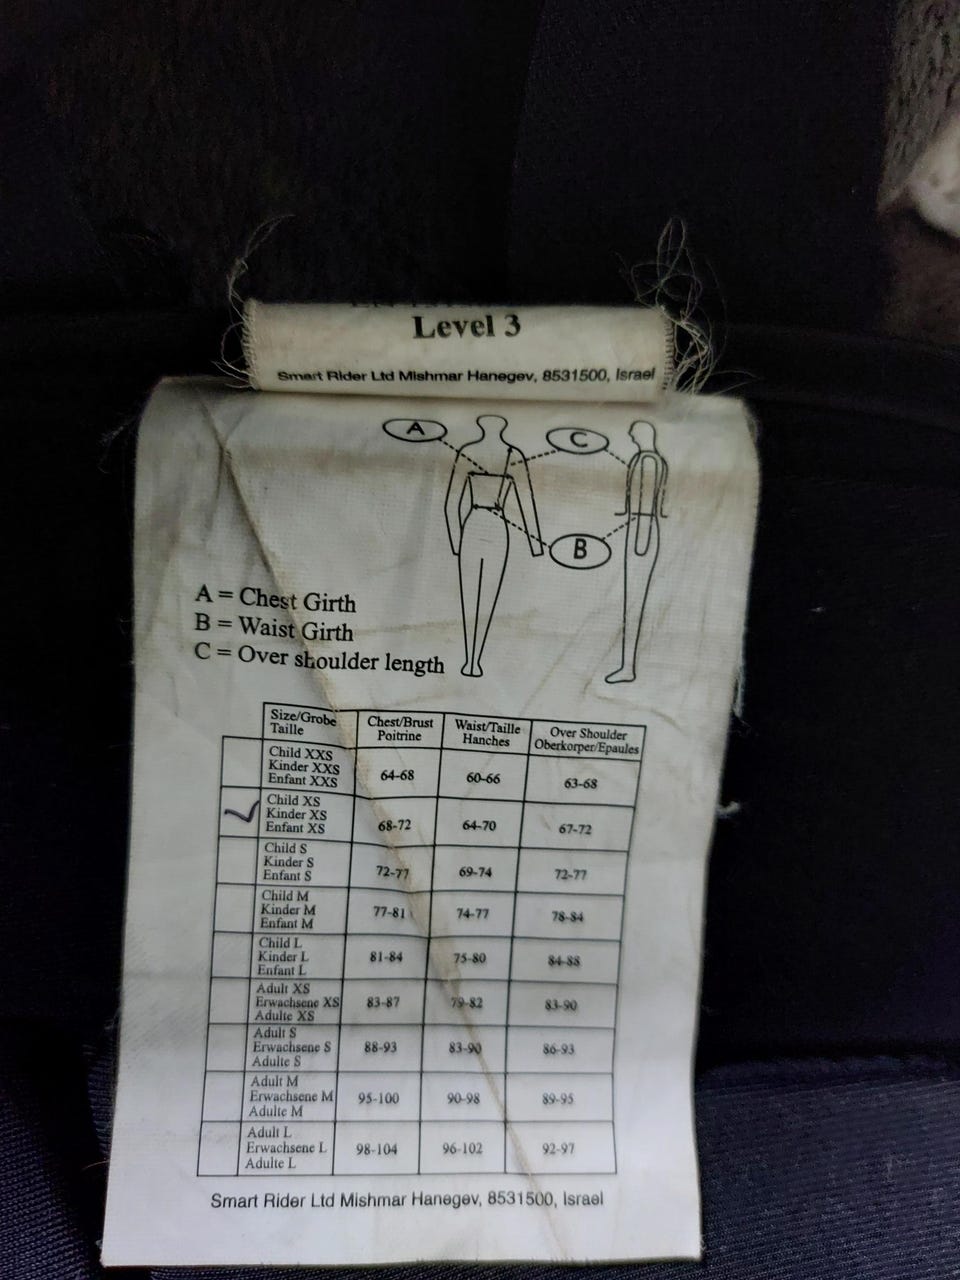 Level 3
Smart Rider Ltd Mishmar Hanegev, 8531500, Israel
A
C
B
A = Chest Girth
B = Waist Girth
C = Over shoulder length
Size/Grobe Taille Chest/Brust Poitrine Waist/Taille Hanches Over Shoulder Oberkorper/Epaules
Child XXS
Kinder XXS 64-68 60-66 63-68
Enfant XXS
Child XS
Kinder XS 68-72 64-70 67-72
Enfant XS
Child S
Kinder S 72-77 69-74 72-77
Enfant S
Child M
Kinder M 77-81 74-77 78-84
Enfant M
Child L
Kinder L 81-84 75-80 84-88
Enfant L
Adult XS
Erwachsene XS 83-87 79-82 83-90
Adulte XS
Adult S
Erwachsene S 88-93 83-90 86-93
Adulte S
Adult M
Erwachsene M 95-100 90-98 89-95
Adulte M
Adult L
Erwachsene L 98-104 96-102 92-97
Adulte L
Smart Rider Ltd Mishmar Hanegev, 8531500, Israel